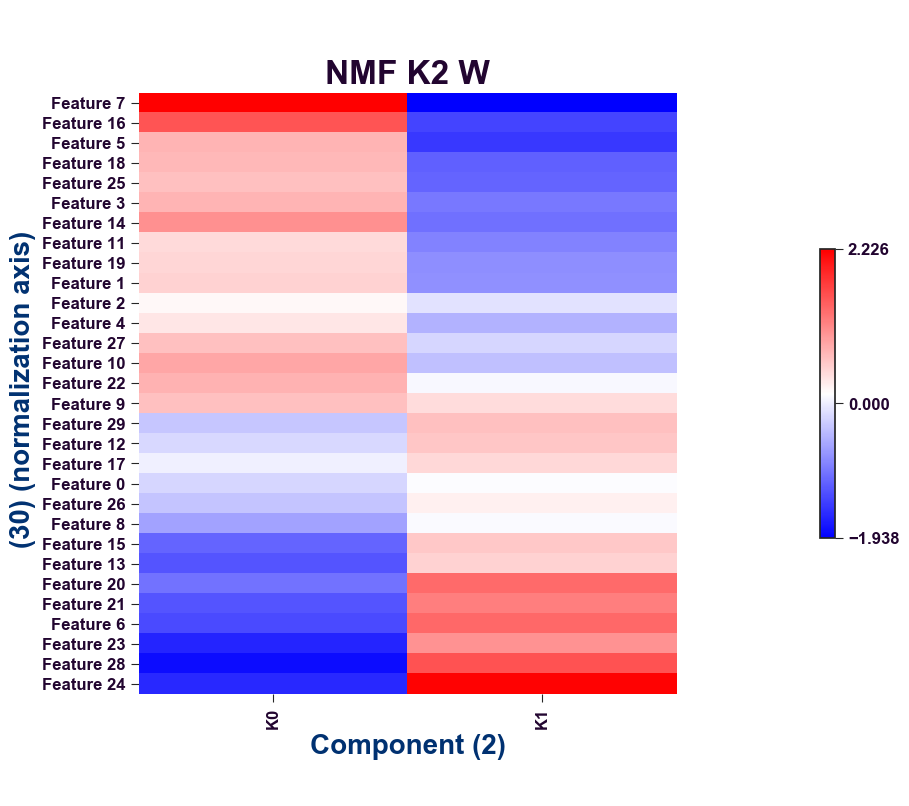 NMF K2 W
(30) (normalization axis)
Feature 7
Feature 16
Feature 5
Feature 18
Feature 25
Feature 3
Feature 14
Feature 11
Feature 19
Feature 1
Feature 2
Feature 4
Feature 27
Feature 10
Feature 22
Feature 9
Feature 29
Feature 12
Feature 17
Feature 0
Feature 26
Feature 8
Feature 15
Feature 13
Feature 20
Feature 21
Feature 6
Feature 23
Feature 28
Feature 24
K0
K1
Component (2)
2.226
0.000
−1.938